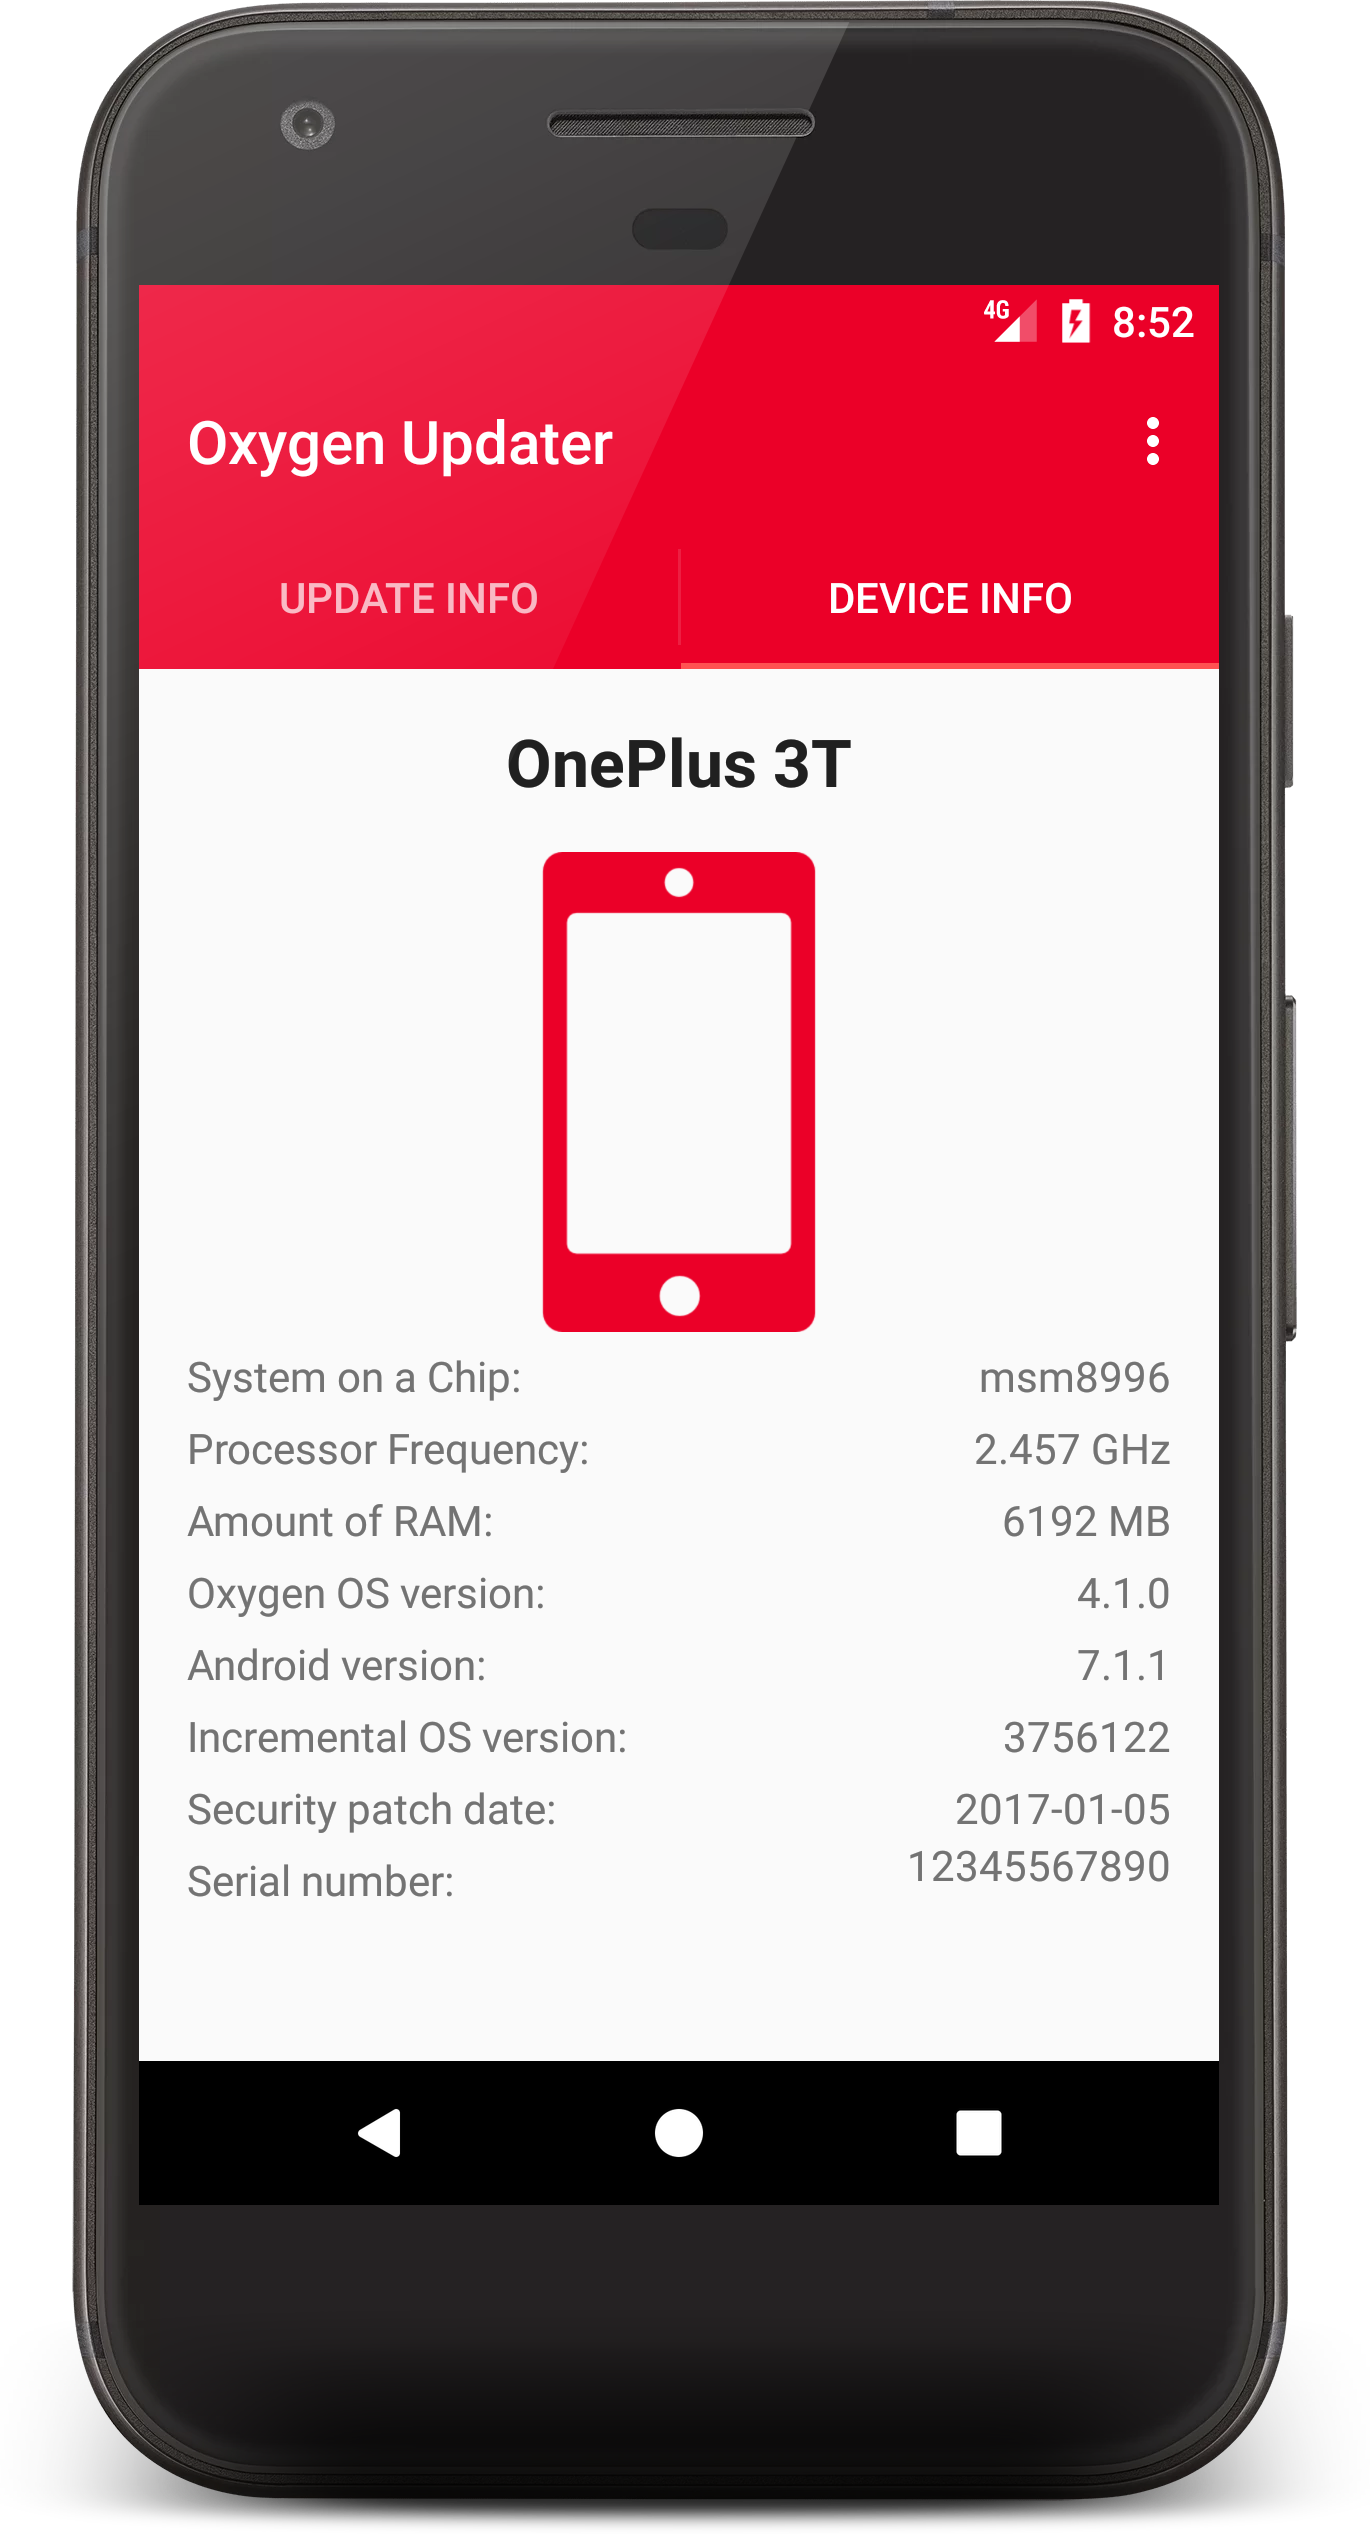 4G 8:52
Oxygen Updater
UPDATE INFO DEVICE INFO
OnePlus 3T
System on a Chip: msm8996
Processor Frequency: 2.457 GHz
Amount of RAM: 6192 MB
Oxygen OS version: 4.1.0
Android version: 7.1.1
Incremental OS version: 3756122
Security patch date: 2017-01-05
Serial number: 12345567890